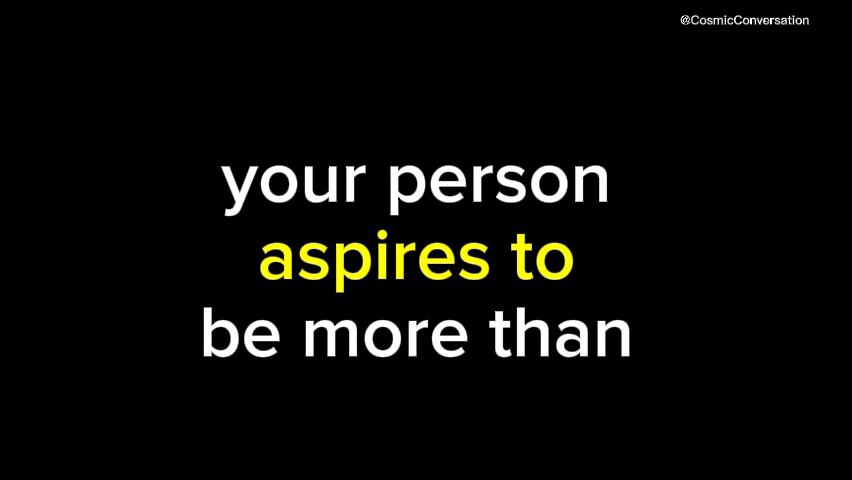 @CosmicConversation
your person
aspires to
be more than